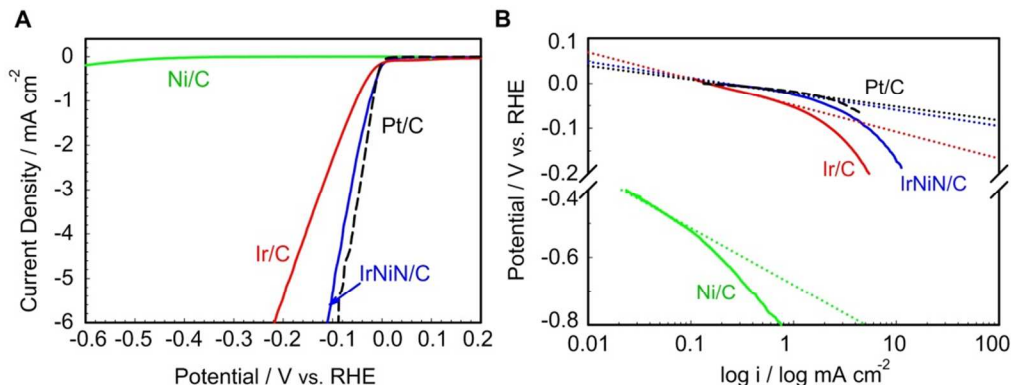 A
Current Density / mA cm-2
0
-1
-2
-3
-4
-5
-6
Ni/C
Pt/C
Ir/C
IrNiN/C
-0.6 -0.5 -0.4 -0.3 -0.2 -0.1 0.0 0.1 0.2
Potential / V vs. RHE
B
Potential / V vs. RHE
0.1
0.0
-0.1
-0.2
-0.4
-0.6
-0.8
Pt/C
Ir/C
IrNiN/C
Ni/C
0.01 0.1 1 10 100
log i / log mA cm-2